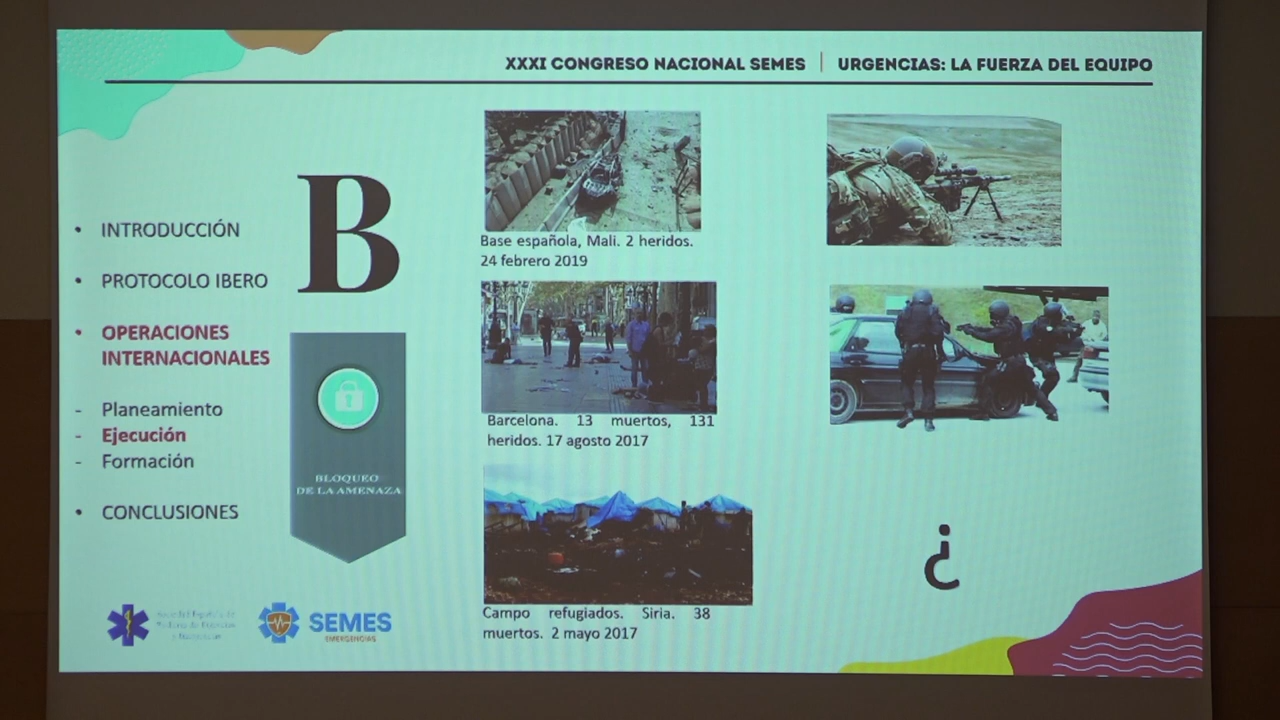 XXXI CONGRESO NACIONAL SEMES | URGENCIAS: LA FUERZA DEL EQUIPO
• INTRODUCCIÓN
• PROTOCOLO IBERO
• OPERACIONES
INTERNACIONALES
- Planeamiento
- Ejecución
- Formación
• CONCLUSIONES
B
BLOQUEO
DE LA AMENAZA
Base española, Mali. 2 heridos.
24 febrero 2019
Barcelona. 13 muertos, 131
heridos. 17 agosto 2017
Campo refugiados. Siria. 38
muertos. 2 mayo 2017
¿
SEMES
EMERGENCIAS